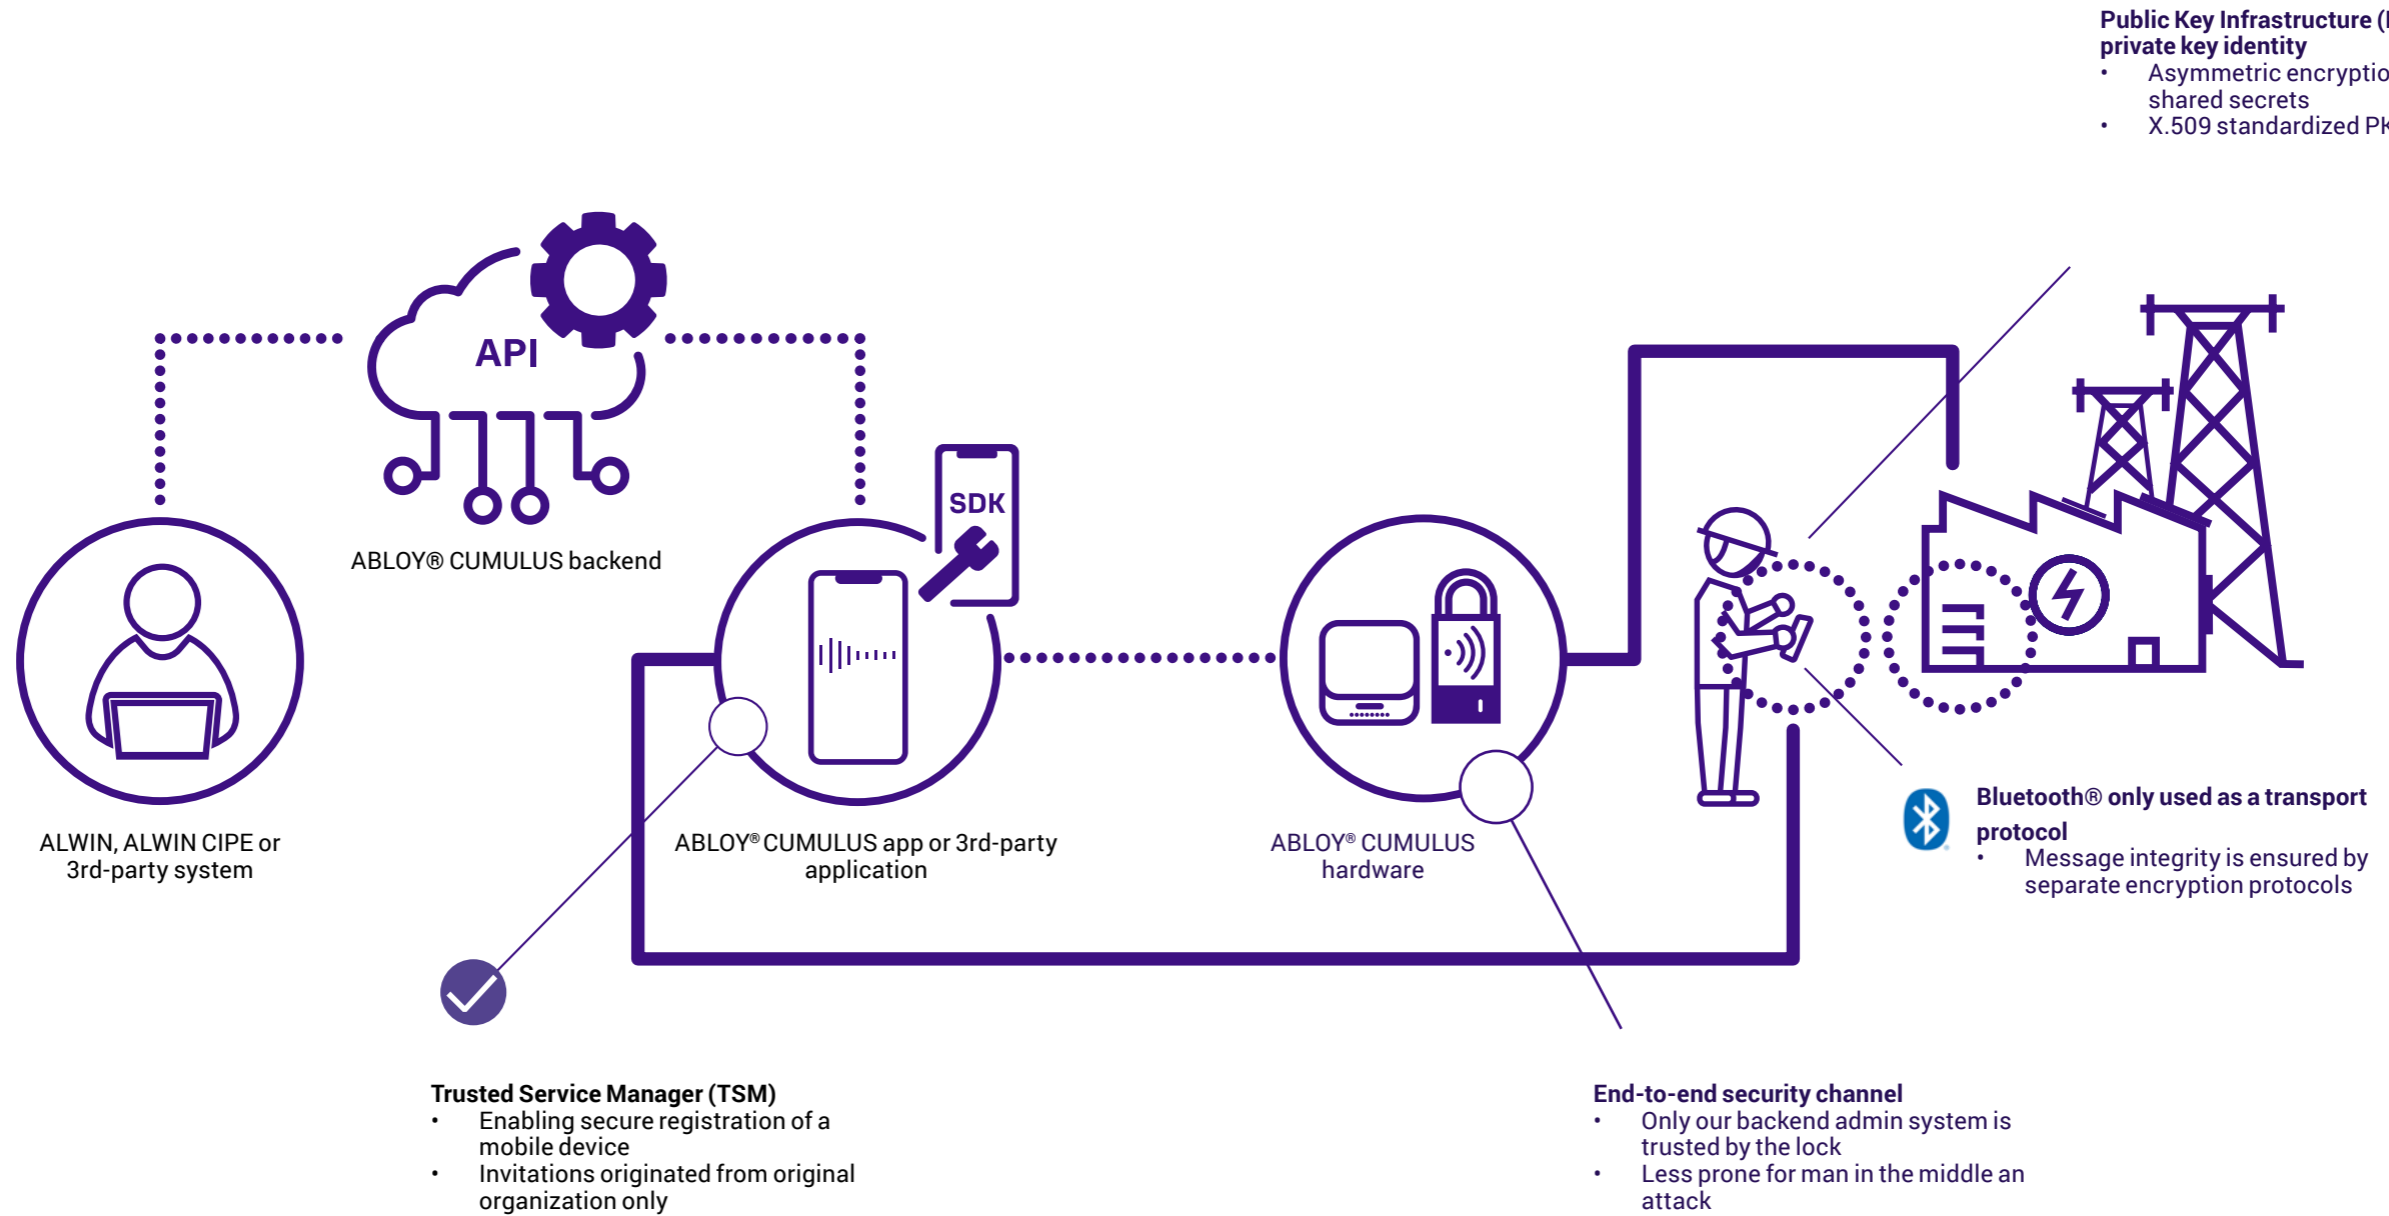 Public Key Infrastructure (
private key identity
• Asymmetric
shared secrets
• X.509 standardized
API
SDK
ABLOY® CUMULUS backend
ALWIN, ALWIN CIPE or
3rd-party system
ABLOY® CUMULUS app or 3rd-party
application
ABLOY® CUMULUS
hardware
Bluetooth® only used as a transport
protocol
• Message integrity is ensured by
separate encryption protocols
Trusted Service Manager (TSM)
• Enabling secure registration of a
mobile device
• Invitations originated from original
organization only
End-to-end security channel
• Only our backend admin system is
trusted by the lock
• Less prone for man in the middle an
attack